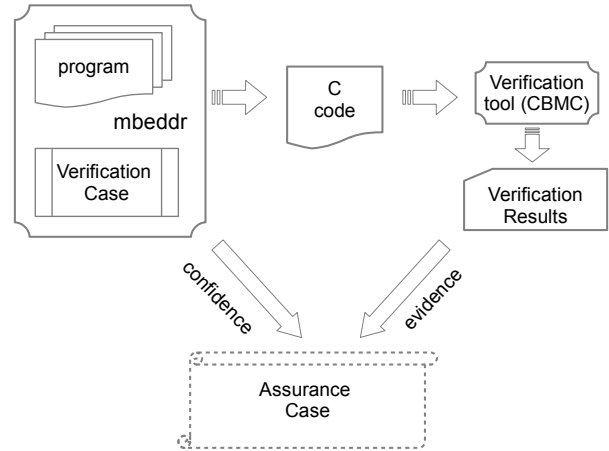 program
mbeddr
Verification
Case
C
code
Verification
tool (CBMC)
Verification
Results
confidence
evidence
Assurance
Case